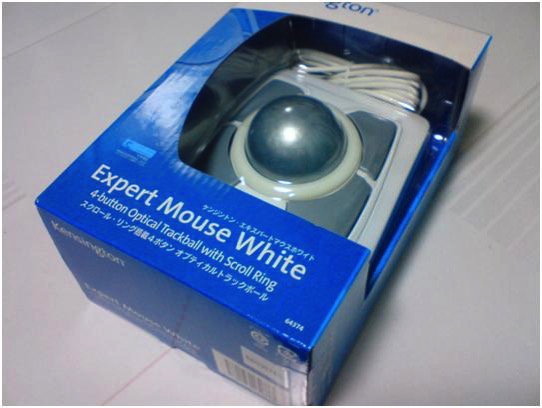 ington
ケンジントン・エキスパートマウスホワイト
Expert Mouse White
4-button Optical Trackball with Scroll Ring
スクロール・リング搭載4ボタン オプティカルトラックボール
64374
Kensington
Expert Mouse White